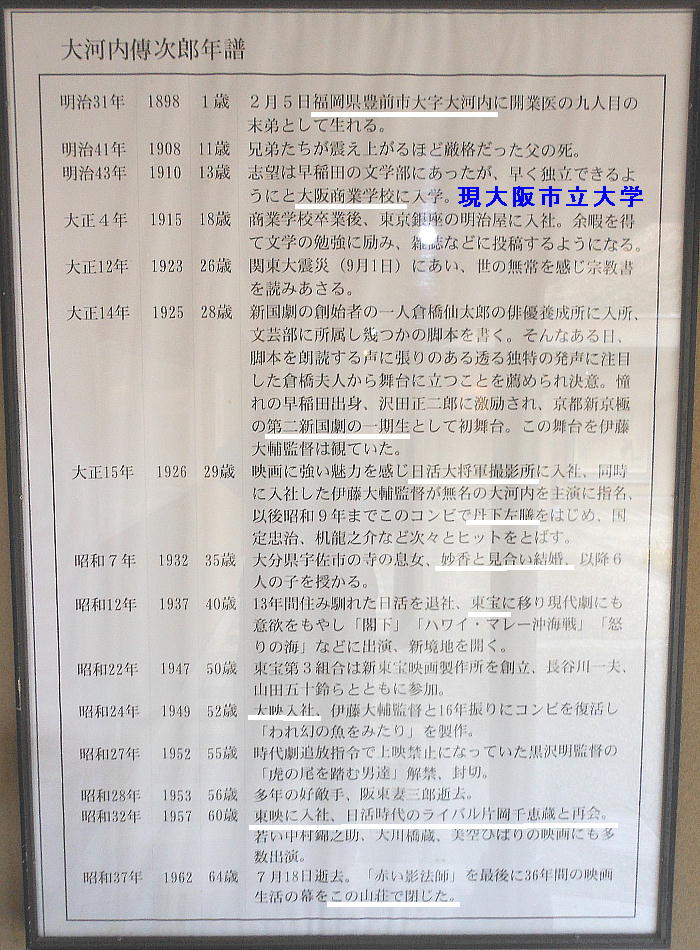 大河内傳次郎年譜
明治31年 1898 1歳 2月5日福岡県豊前市大字大河内に開業医の九人目の
末弟として生れる。
明治41年 1908 11歳 兄弟たちが震え上がるほど厳格だった父の死。
明治43年 1910 13歳 志望は早稲田の文学部にあったが、早く独立できるよ
うにと大阪商業学校に入学。現大阪市立大学
大正4年 1915 18歳 商業学校卒業後、東京銀座の明治屋に入社。余暇を得
て文学の勉強に励み、雑誌などに投稿するようになる。
大正12年 1923 26歳 関東大震災(9月1日)にあい、世の無常を感じ宗教書
を読みあさる。
大正14年 1925 28歳 新国劇の創始者の一人倉橋仙太郎の俳優養成所に入所、
文芸部に所属し幾つかの脚本を書く。そんなある日、
脚本を朗読する声に張りのある透る独特の発声に注目
した倉橋夫人から舞台に立つことを薦められ決意。憧
れの早稲田出身、沢田正二郎に激励され、京都新京極
の第二新国劇の一期生として初舞台。この舞台を伊藤
大輔監督は観ていた。
大正15年 1926 29歳 映画に強い魅力を感じ日活大将軍撮影所に入社、同時
に入社した伊藤大輔監督が無名の大河内を主演に指名、
以後昭和9年までこのコンビで丹下左膳をはじめ、国
定忠治、机龍之介など次々とヒットをとばす。
昭和7年 1932 35歳 大分県宇佐市の寺の息女、妙香と見合い結婚。以降6
人の子を授かる。
昭和12年 1937 40歳 13年間住み馴れた日活を退社、東宝に移り現代劇にも
意欲をもやし「閣下」「ハワイ・マレー沖海戦」「怒
りの海」などに出演、新境地を開く。
昭和22年 1947 50歳 東宝第3組合は新東宝映画製作所を創立、長谷川一夫、
山田五十鈴らとともに参加。
昭和24年 1949 52歳 大映入社、伊藤大輔監督と16年振りにコンビを復活し
「われ幻の魚をみたり」を製作。
昭和27年 1952 55歳 時代劇追放指令で上映禁止になっていた黒沢明監督の
「虎の尾を踏む男達」解禁、封切。
昭和28年 1953 56歳 多年の好敵手、阪東妻三郎逝去。
昭和32年 1957 60歳 東映に入社、日活時代のライバル片岡千恵蔵と再会。
若い中村錦之助、大川橋蔵、美空ひばりの映画にも多
数出演。
昭和37年 1962 64歳 7月18日逝去。「赤い影法師」を最後に36年間の映画
生活の幕をこの山荘で閉じた。